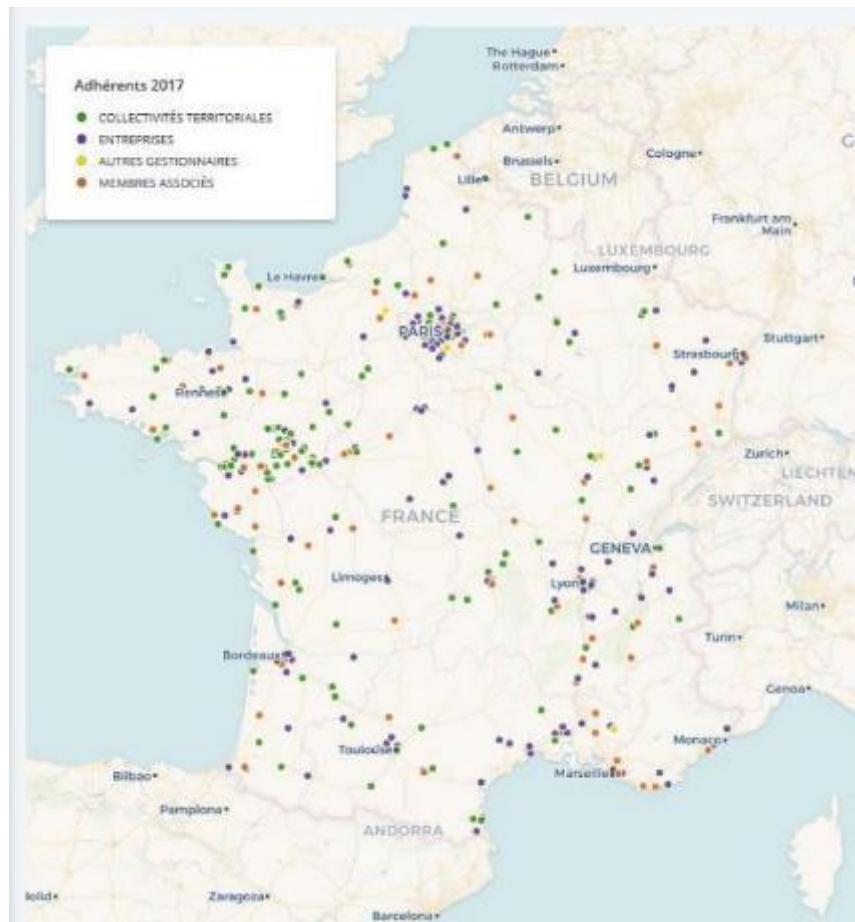 Adhérents 2017
COLLECTIVITÉS TERRITORIALES
ENTREPRISES
AUTRES GESTIONNAIRES
MEMBRES ASSOCIÉS
The Hague
Rotterdam
Antwerp
Brussels
Cologne
Lille
BELGIUM
Frankfurt am
Main
LUXEMBOURG
Luxembourg
Le Havre
PARIS
Stuttgart
Strasbourg
Rennes
Zurich
LIECHTEN
SWITZERLAND
FRANCE
GENEVA
Limoges
Lyon
Milan
Turin
Bordeaux
Genoa
Toulouse
Monaco
Marseille
Bilbao
Pamplona
ANDORRA
Zaragoza
Barcelona